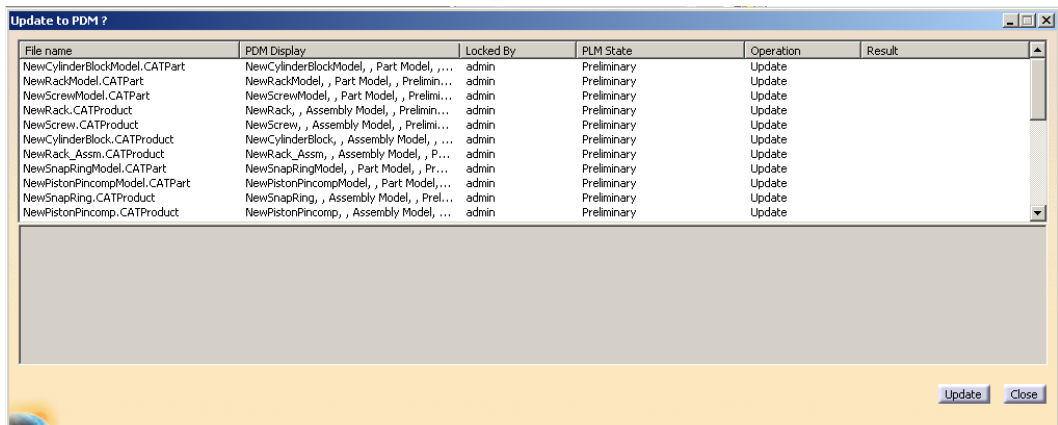 Update to PDM ?
File name PDM Display Locked By PLM State Operation Result
NewCylinderBlockModel.CATPart NewCylinderBlockModel, , Part Model, ,... admin Preliminary Update
NewRackModel.CATPart NewRackModel, , Part Model, , Prelimin... admin Preliminary Update
NewScrewModel.CATPart NewScrewModel, , Part Model, , Prelimi... admin Preliminary Update
NewRack.CATProduct NewRack, , Assembly Model, , Prelimin... admin Preliminary Update
NewScrew.CATProduct NewScrew, , Assembly Model, , Prelimi... admin Preliminary Update
NewCylinderBlock.CATProduct NewCylinderBlock, , Assembly Model, , ... admin Preliminary Update
NewRack_Assm.CATProduct NewRack_Assm, , Assembly Model, , P... admin Preliminary Update
NewSnapRingModel.CATPart NewSnapRingModel, , Part Model, , Pr... admin Preliminary Update
NewPistonPincompModel.CATPart NewPistonPincompModel, , Part Model,... admin Preliminary Update
NewSnapRing.CATProduct NewSnapRing, , Assembly Model, , Prel... admin Preliminary Update
NewPistonPincomp.CATProduct NewPistonPincomp, , Assembly Model, ... admin Preliminary Update
Update Close